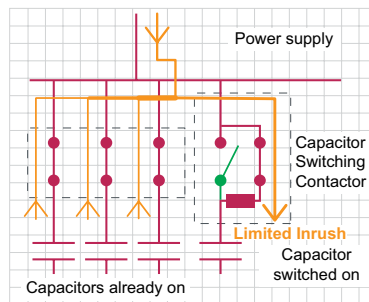 Power supply
Capacitor
Switching
Contactor
Limited Inrush
Capacitor
switched on
Capacitors already on